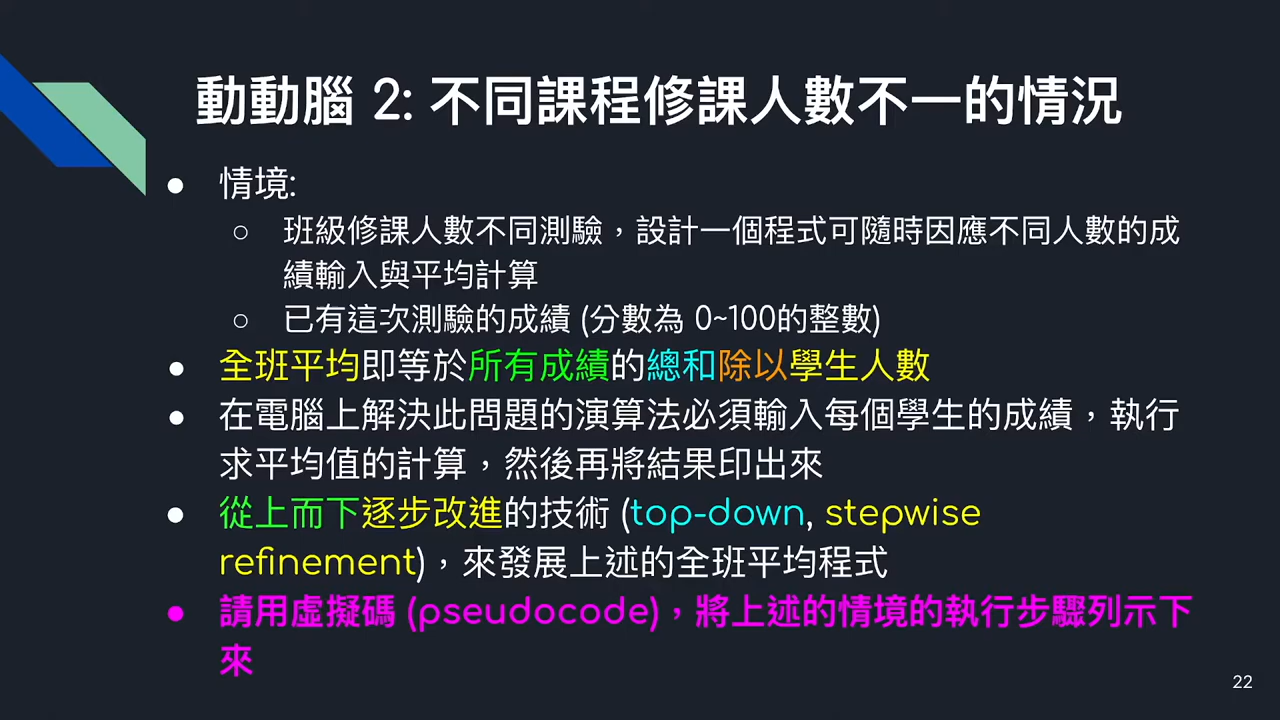 動動腦 2: 不同課程修課人數不一的情況
● 情境:
○ 班級修課人數不同測驗，設計一個程式可隨時因應不同人數的成
績輸入與平均計算
○ 已有這次測驗的成績 (分數為 0~100的整數)
● 全班平均即等於所有成績的總和除以學生人數
● 在電腦上解決此問題的演算法必須輸入每個學生的成績，執行
求平均值的計算，然後再將結果印出來
● 從上而下逐步改進的技術 (top-down, stepwise
refinement)，來發展上述的全班平均程式
● 請用虛擬碼 (pseudocode)，將上述的情境的執行步驟列示下
來
22